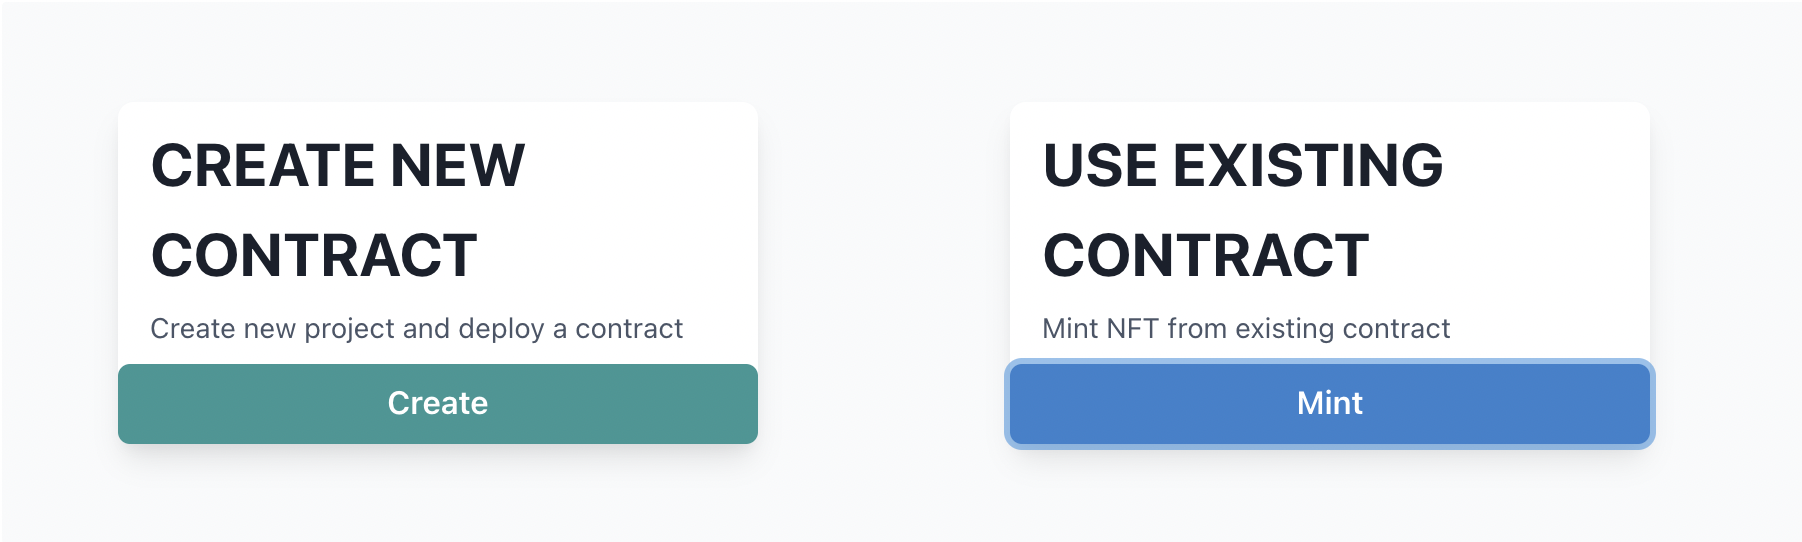 CREATE NEW
CONTRACT
Create new project and deploy a contract
Create
USE EXISTING
CONTRACT
Mint NFT from existing contract
Mint